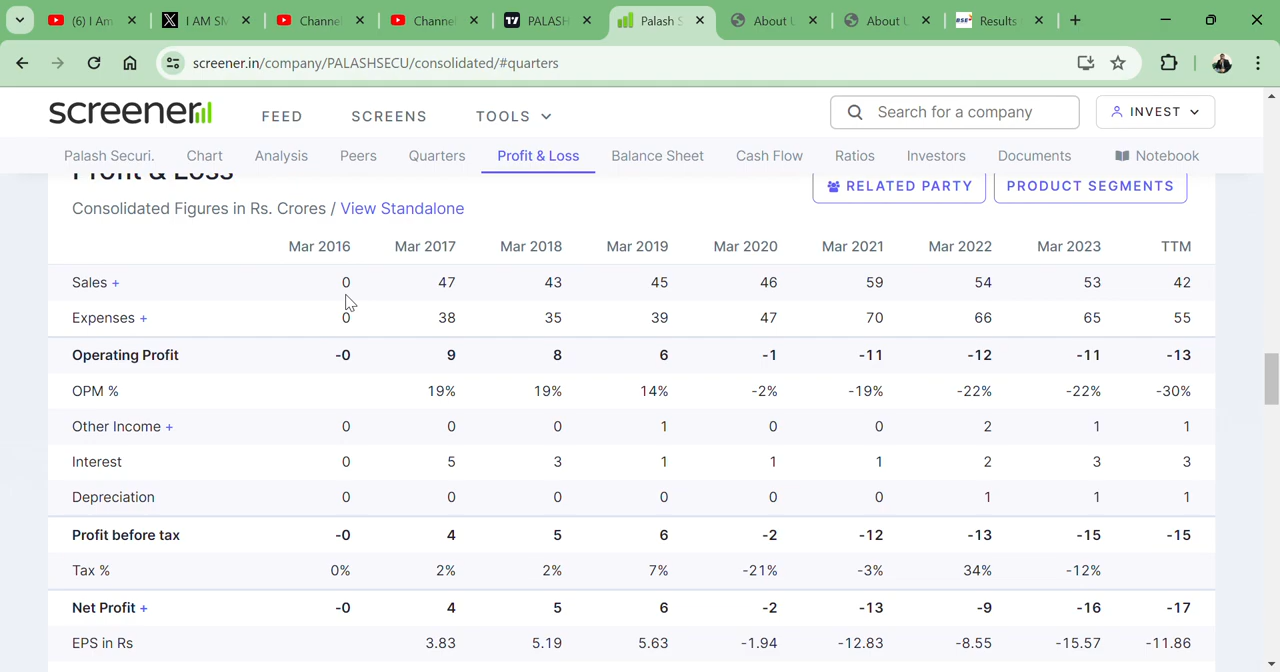 (6) I Am
I AM SM
Channe
Channe
PALASH
Palash S
About U
About U
BSE
Results
screener.in/company/PALASHSECU/consolidated/#quarters
screener
FEED
SCREENS
TOOLS
Search for a company
INVEST
Palash Securi. Chart Analysis Peers Quarters Profit & Loss Balance Sheet Cash Flow Ratios Investors Documents Notebook
Profit & Loss
RELATED PARTY
PRODUCT SEGMENTS
Consolidated Figures in Rs. Crores / View Standalone
Mar 2016 Mar 2017 Mar 2018 Mar 2019 Mar 2020 Mar 2021 Mar 2022 Mar 2023 TTM
Sales + 0 47 43 45 46 59 54 53 42
Expenses + 0 38 35 39 47 70 66 65 55
Operating Profit -0 9 8 6 -1 -11 -12 -11 -13
OPM % 19% 19% 14% -2% -19% -22% -22% -30%
Other Income + 0 0 0 1 0 0 2 1 1
Interest 0 5 3 1 1 1 2 3 3
Depreciation 0 0 0 0 0 0 1 1 1
Profit before tax -0 4 5 6 -2 -12 -13 -15 -15
Tax % 0% 2% 2% 7% -21% -3% 34% -12%
Net Profit + -0 4 5 6 -2 -13 -9 -16 -17
EPS in Rs 3.83 5.19 5.63 -1.94 -12.83 -8.55 -15.57 -11.86